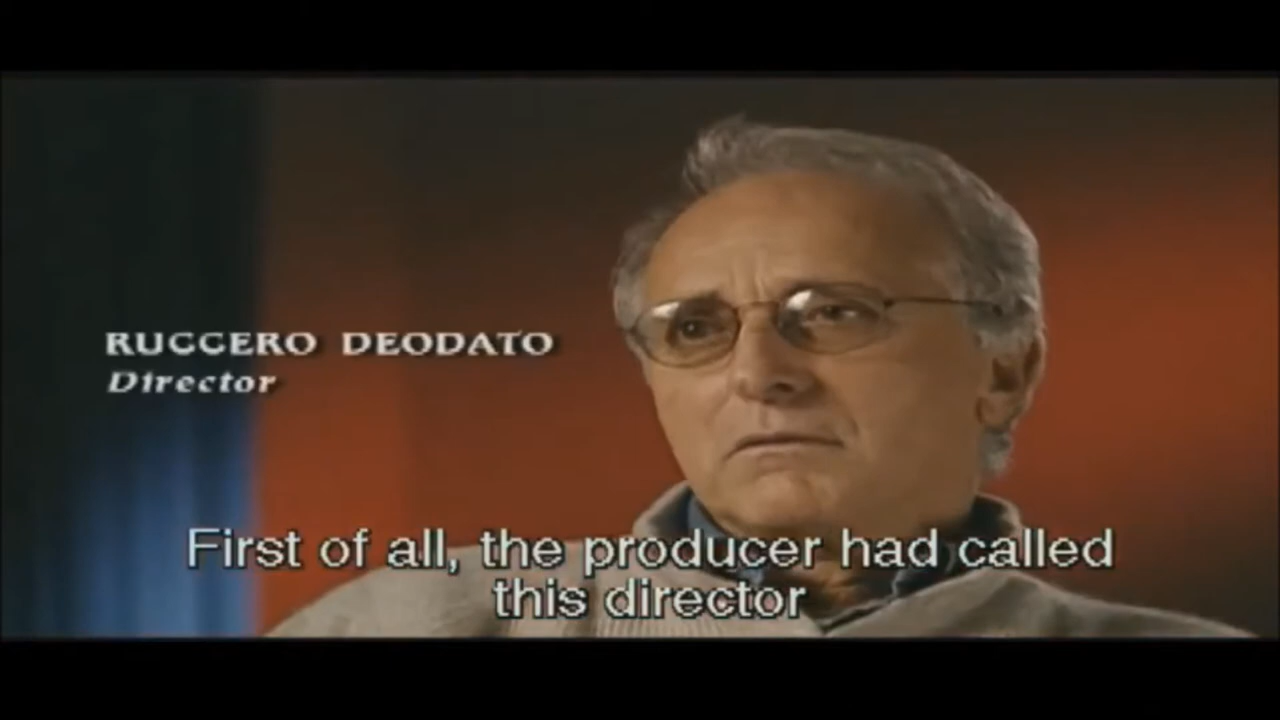 RUGGERO DEODATO
Director
First of all, the producer had called
this director